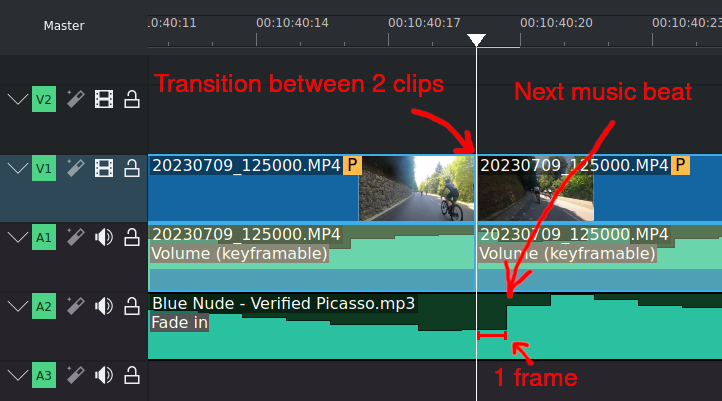 Master
:10:40:11
00:10:40:14
00:10:40:17
00:10:40:20
00:10:40:23
Transition between 2 clips
Next music beat
V2
V1
20230709_125000.MP4 P
20230709_125000.MP4 P
A1
20230709_125000.MP4
Volume (keyframable)
20230709_125000.MP4
Volume (keyframable)
A2
Blue Nude - Verified Picasso.mp3
Fade in
1 frame
A3